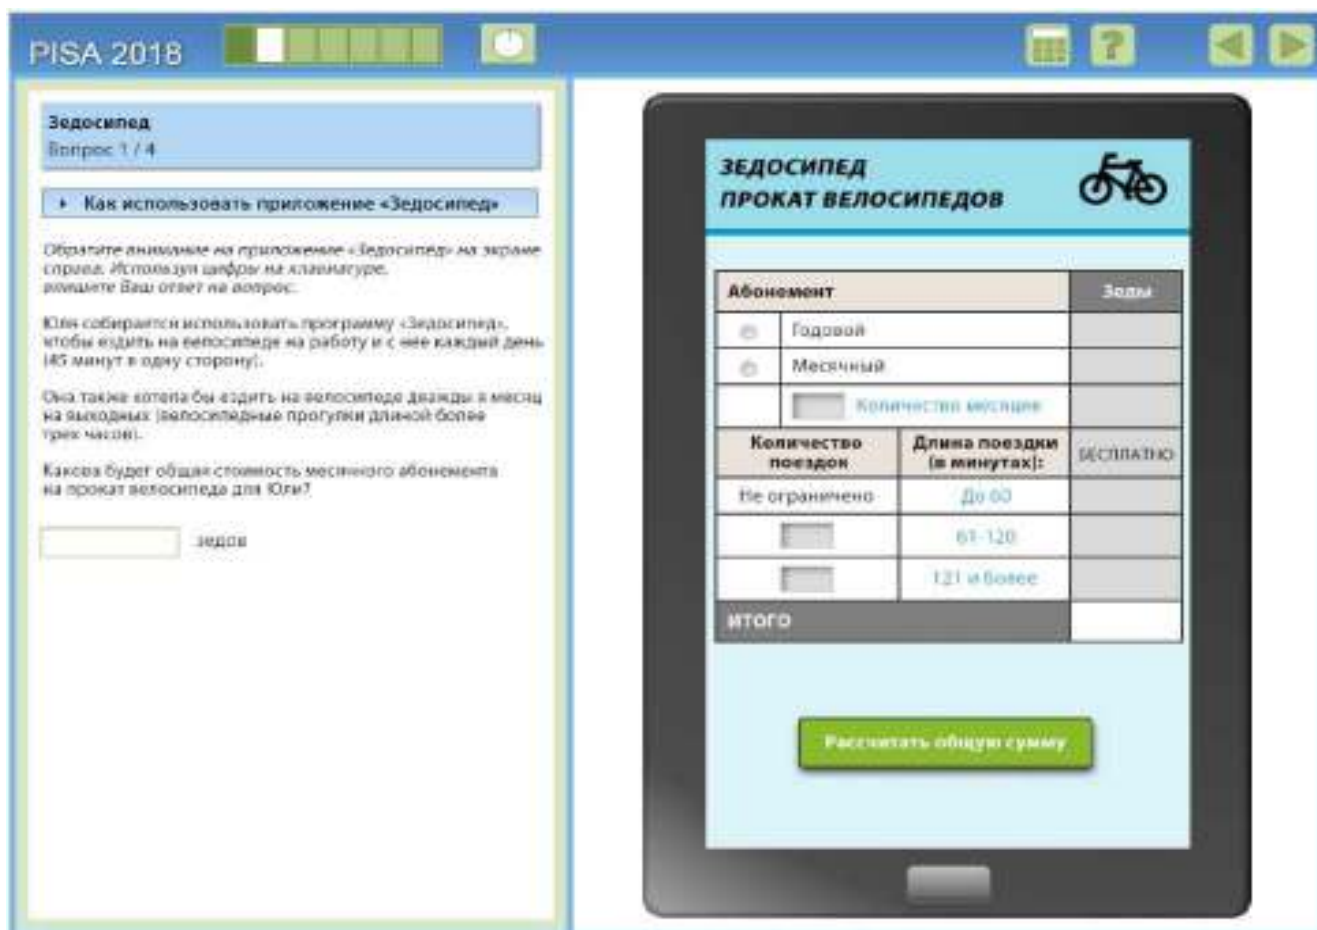 PISA 2018
?
Зедосипед
Вопрос 1 / 4
Как использовать приложение «Зедосипед»
Обратите внимание на приложение «Зедосипед» на экране
справа. Используя цифры на клавиатуре,
впишите Ваш ответ на вопрос.
Юля собирается использовать программу «Зедосипед»,
чтобы ездить на велосипеде на работу и с нее каждый день
(45 минут в одну сторону).
Она также хотела бы ездить на велосипеде дважды в месяц
на выходных (велосипедные прогулки длиной более
трех часов).
Какова будет общая стоимость месячного абонемента
на прокат велосипеда для Юли?
зедов
ЗЕДОСИПЕД
ПРОКАТ ВЕЛОСИПЕДОВ
Абонемент Зеды
Годовой
Месячный
Количество месяцев
Количество поездок Длина поездки (в минутах): БЕСПЛАТНО
Не ограничено До 60
61-120
121 и более
ИТОГО
Рассчитать общую сумму